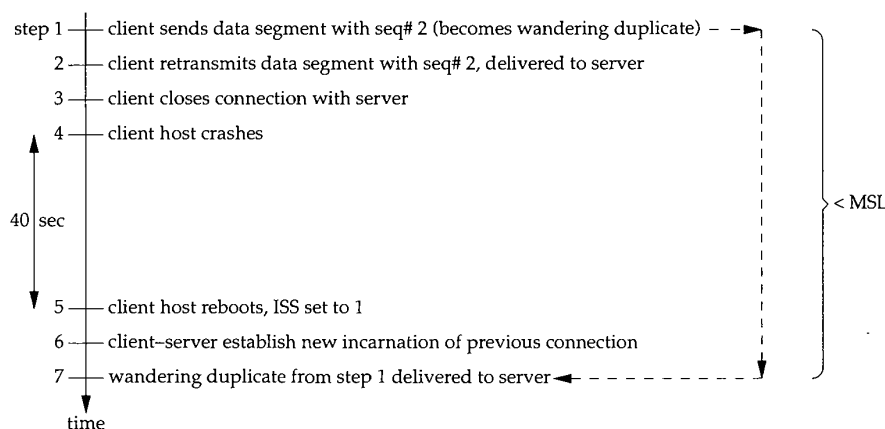 step 1 client sends data segment with seq# 2 (becomes wandering duplicate)
2 client retransmits data segment with seq# 2, delivered to server
3 client closes connection with server
4 client host crashes
40 sec
< MSL
5 client host reboots, ISS set to 1
6 client–server establish new incarnation of previous connection
7 wandering duplicate from step 1 delivered to server
time